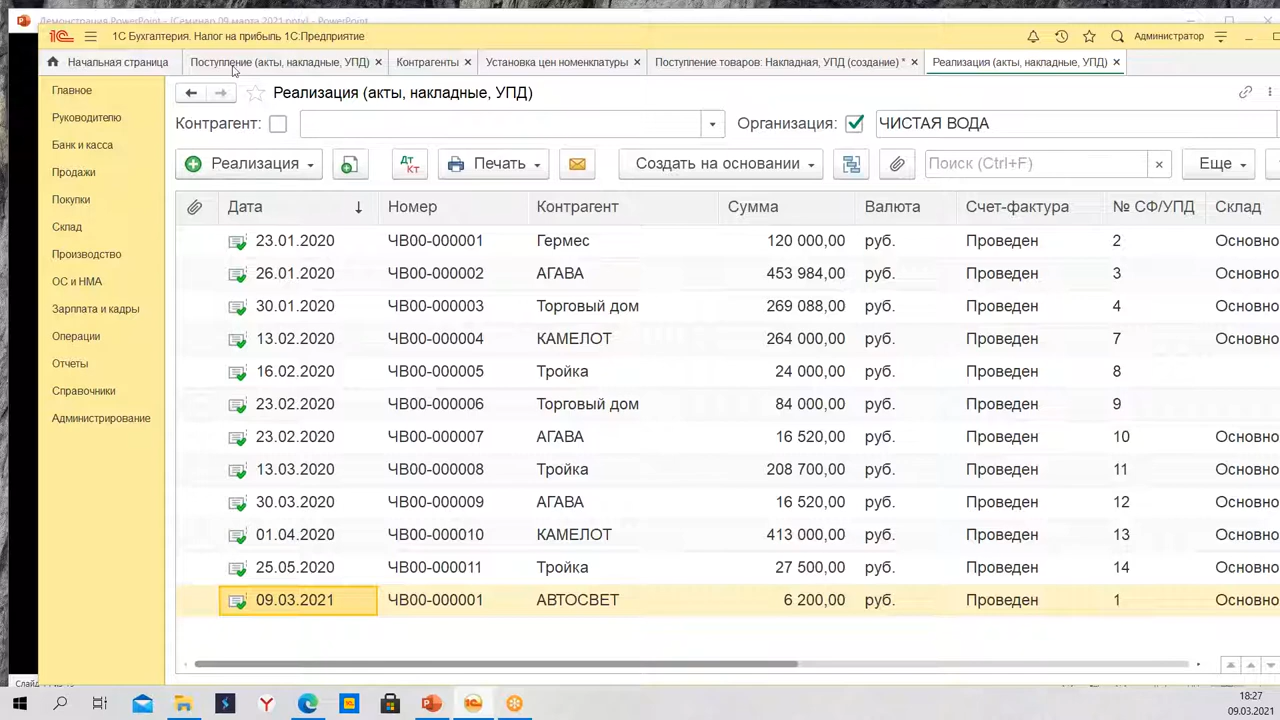 Демонстрация PowerPoint - [Семинар 09 марта 2021.pptx] - PowerPoint
1С Бухгалтерия. Налог на прибыль 1С:Предприятие
Администратор
Начальная страница
Поступление (акты, накладные, УПД) ×
Контрагенты ×
Установка цен номенклатуры ×
Поступление товаров: Накладная, УПД (создание) * ×
Реализация (акты, накладные, УПД) ×
Главное
Руководителю
Банк и касса
Продажи
Покупки
Склад
Производство
ОС и НМА
Зарплата и кадры
Операции
Отчеты
Справочники
Администрирование
Реализация (акты, накладные, УПД)
Контрагент:
Организация: ЧИСТАЯ ВОДА
Реализация
Дт Кт
Печать
Создать на основании
Поиск (Ctrl+F) ×
Еще
Дата ↓ Номер Контрагент Сумма Валюта Счет-фактура № СФ/УПД Склад
23.01.2020 ЧВ00-000001 Гермес 120 000,00 руб. Проведен 2 Основно
26.01.2020 ЧВ00-000002 АГАВА 453 984,00 руб. Проведен 3 Основно
30.01.2020 ЧВ00-000003 Торговый дом 269 088,00 руб. Проведен 4 Основно
13.02.2020 ЧВ00-000004 КАМЕЛОТ 264 000,00 руб. Проведен 7 Основно
16.02.2020 ЧВ00-000005 Тройка 24 000,00 руб. Проведен 8
23.02.2020 ЧВ00-000006 Торговый дом 84 000,00 руб. Проведен 9
23.02.2020 ЧВ00-000007 АГАВА 16 520,00 руб. Проведен 10 Основно
13.03.2020 ЧВ00-000008 Тройка 208 700,00 руб. Проведен 11 Основно
30.03.2020 ЧВ00-000009 АГАВА 16 520,00 руб. Проведен 12 Основно
01.04.2020 ЧВ00-000010 КАМЕЛОТ 413 000,00 руб. Проведен 13 Основно
25.05.2020 ЧВ00-000011 Тройка 27 500,00 руб. Проведен 14 Основно
09.03.2021 ЧВ00-000001 АВТОСВЕТ 6 200,00 руб. Проведен 1 Основно
18:27
09.03.2021